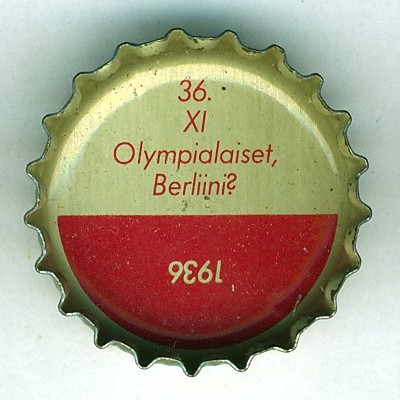 36.
XI
Olympialaiset,
Berliini?
1936